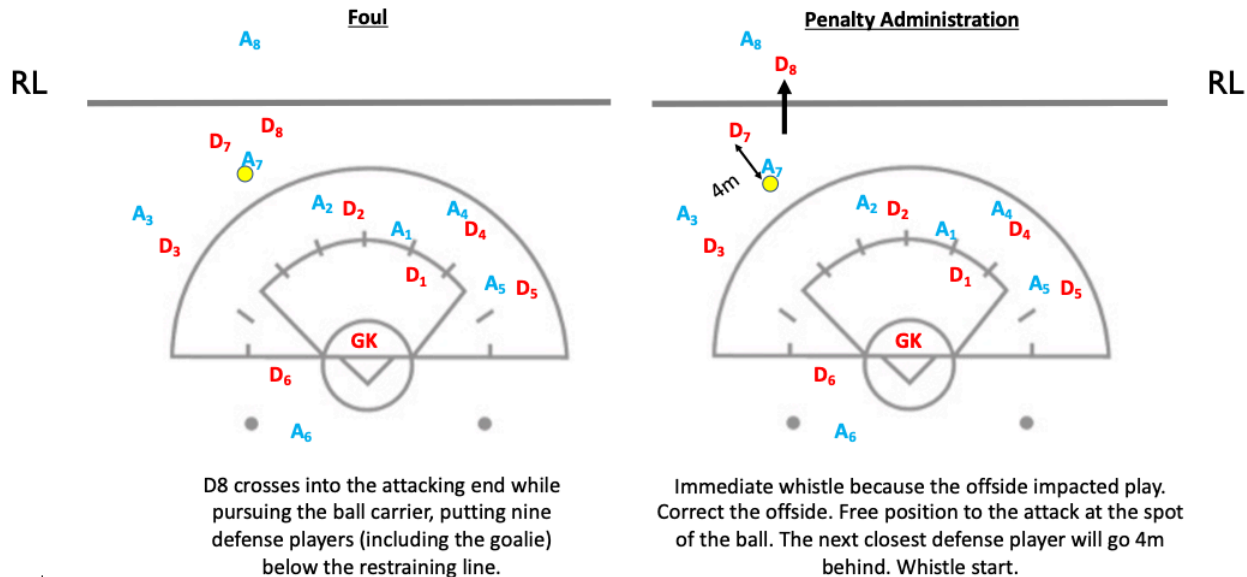 Foul
Penalty Administration
A8
A8
D8
RL
RL
D8
D7
A7
D7
A7
4m
A3
A2
D2
A4
A1
D4
D3
A3
A2
D2
A4
A1
D4
D3
D1
A5
D5
D1
A5
D5
GK
GK
D6
D6
A6
A6
D8 crosses into the attacking end while
pursuing the ball carrier, putting nine
defense players (including the goalie)
below the restraining line.
Immediate whistle because the offside impacted play.
Correct the offside. Free position to the attack at the spot
of the ball. The next closest defense player will go 4m
behind. Whistle start.